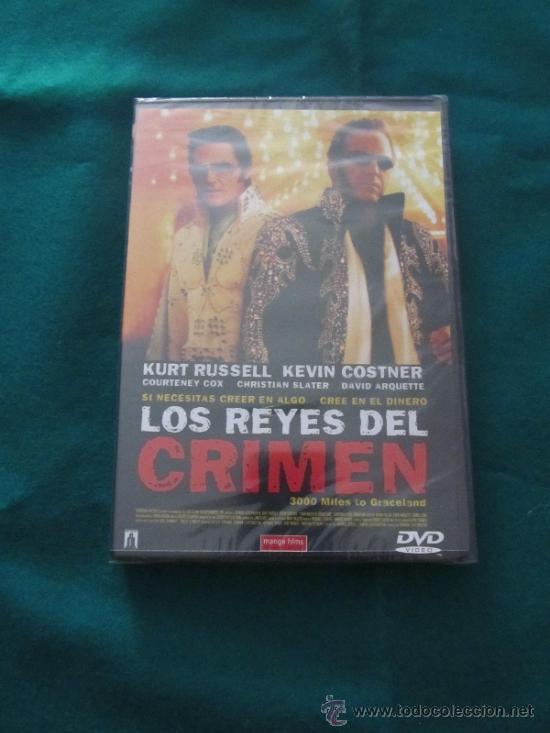 KURT RUSSELL KEVIN COSTNER
COURTENEY COX CHRISTIAN SLATER DAVID ARQUETTE
SI NECESITAS CREER EN ALGO CREE EN EL DINERO
LOS REYES DEL
CRIMEN
3000 Miles to Graceland
manga films
DVD
VIDEO
www.todocoleccion.net